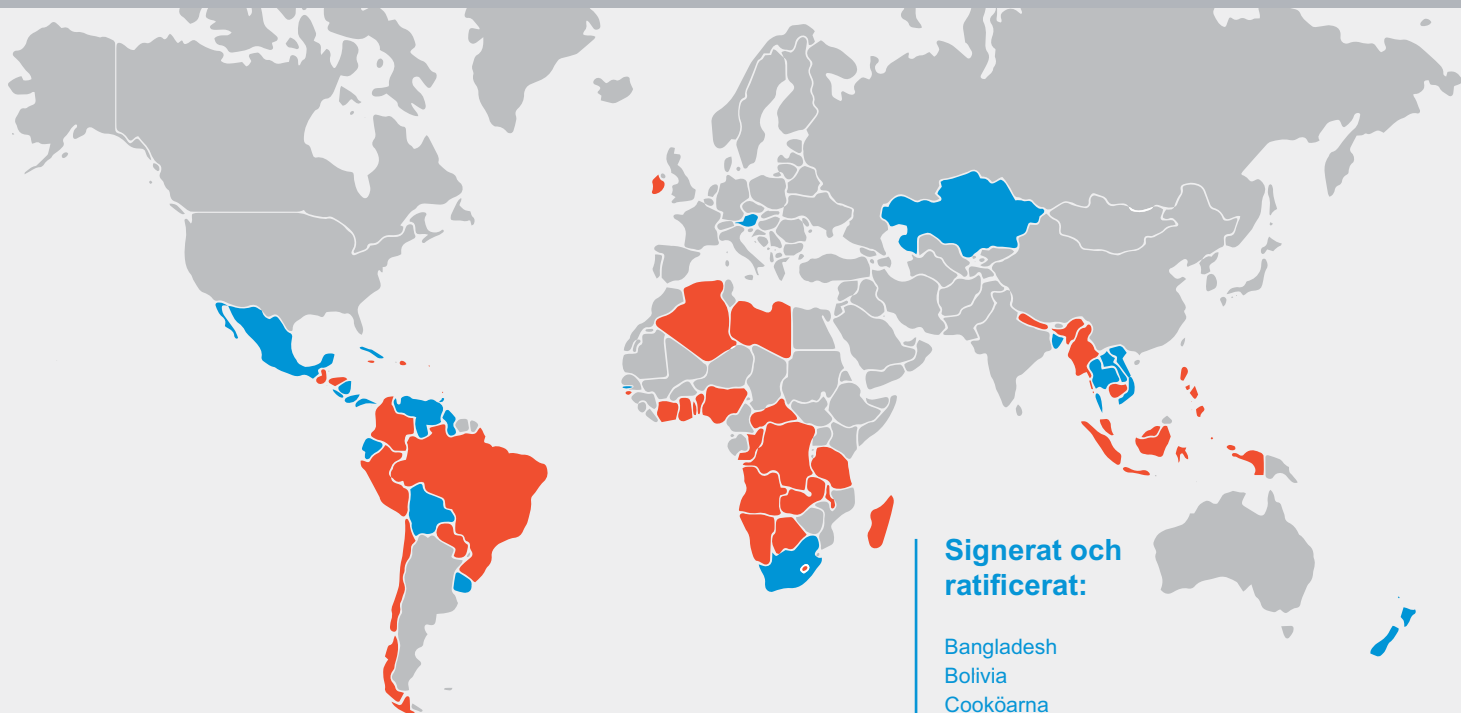 Signerat och
ratificerat:
Bangladesh
Bolivia
Cooköarna